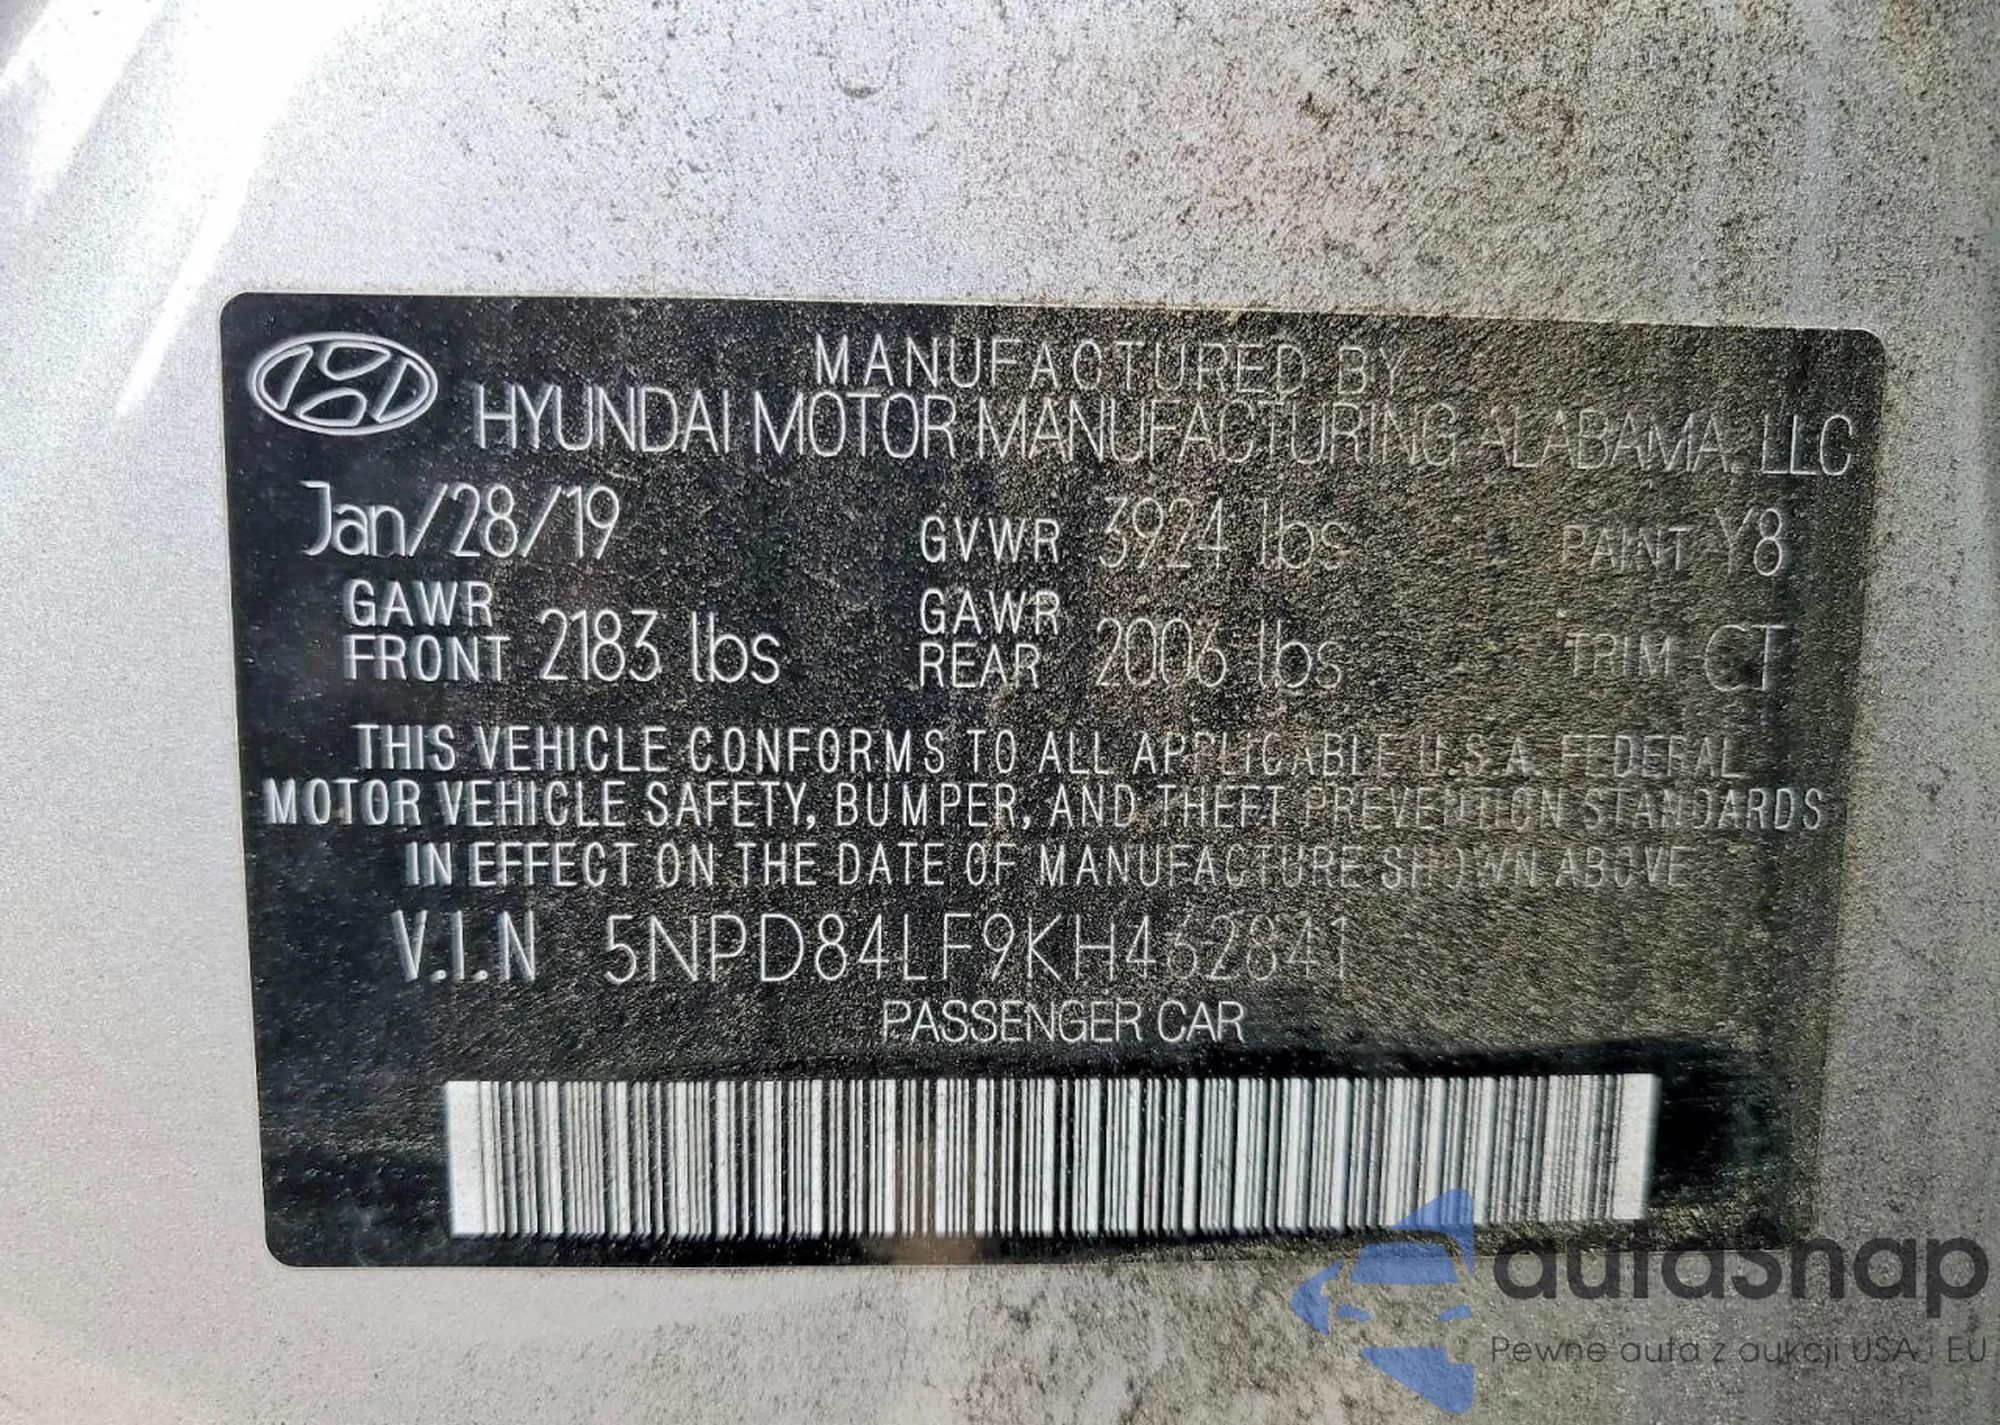 MANUFACTURED BY
HYUNDAI MOTOR MANUFACTURING ALABAMA, LLC
Jan/28/19 GVWR 3924 lbs PAINT Y8
GAWR FRONT 2183 lbs GAWR REAR 2006 lbs TRIM CT
THIS VEHICLE CONFORMS TO ALL APPLICABLE U.S.A. FEDERAL
MOTOR VEHICLE SAFETY, BUMPER, AND THEFT PREVENTION STANDARDS
IN EFFECT ON THE DATE OF MANUFACTURE SHOWN ABOVE
V.I.N 5NPD84LF9KH462841
PASSENGER CAR
autasnap
Pewne auta z aukcji USA i EU